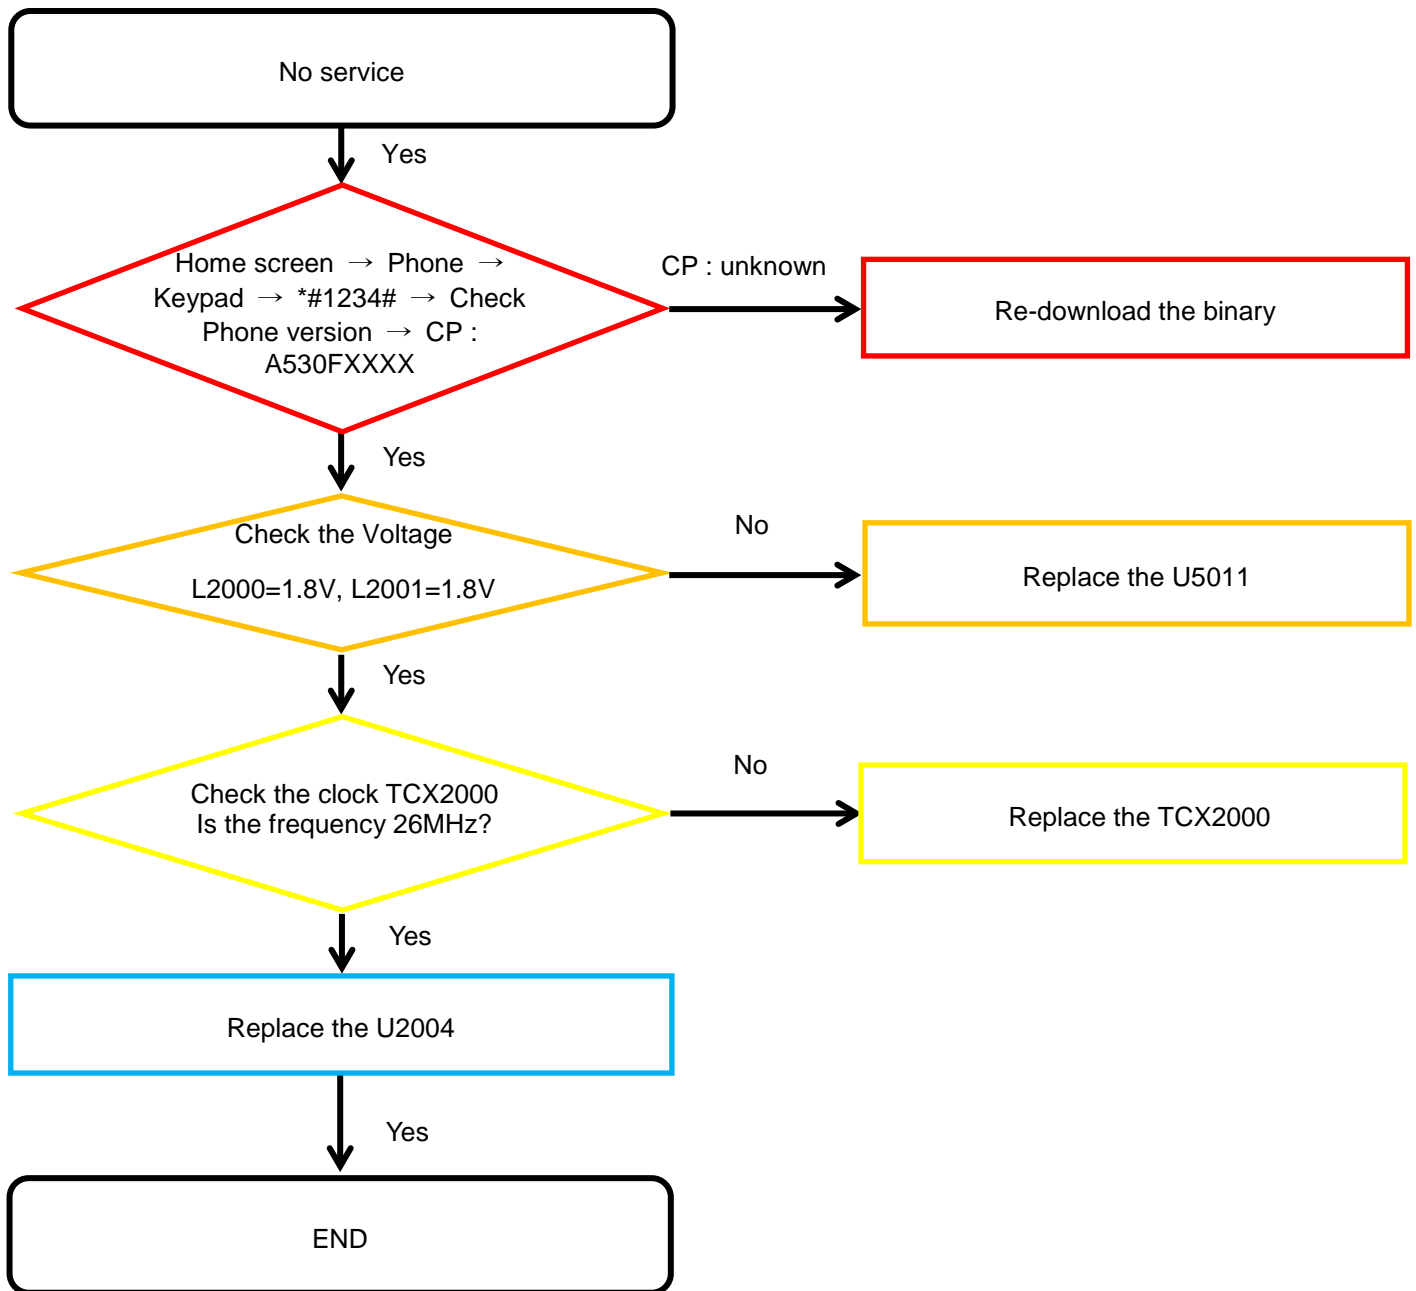 No service
Yes
Home screen → Phone →
Keypad → *#1234# → Check
Phone version → CP :
A530FXXXX
CP : unknown
Re-download the binary
Yes
Check the Voltage
L2000=1.8V, L2001=1.8V
No
Replace the U5011
Yes
Check the clock TCX2000
Is the frequency 26MHz?
No
Replace the TCX2000
Yes
Replace the U2004
Yes
END